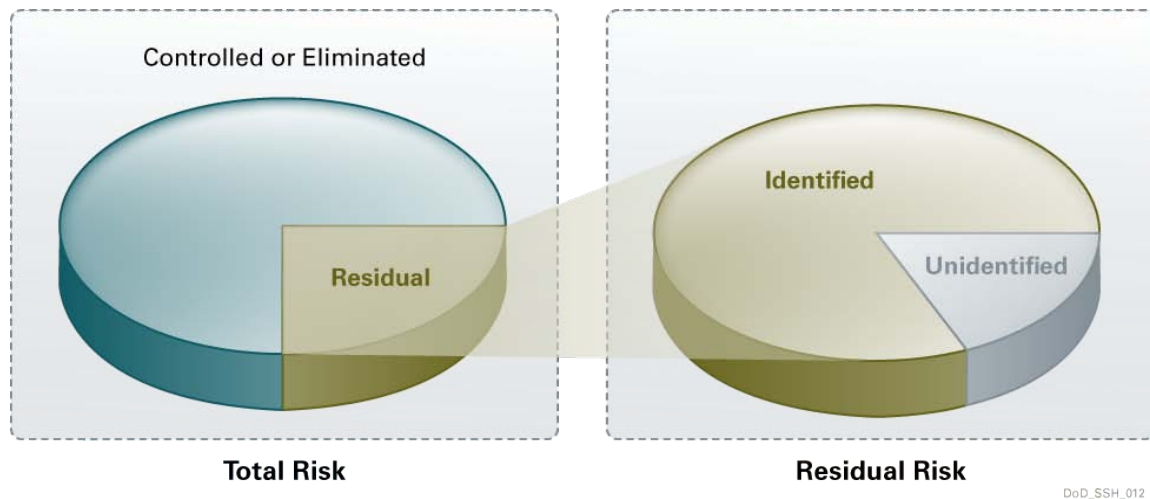 Controlled or Eliminated
Residual
Total Risk
Identified
Unidentified
Residual Risk
DoD_SSH_012